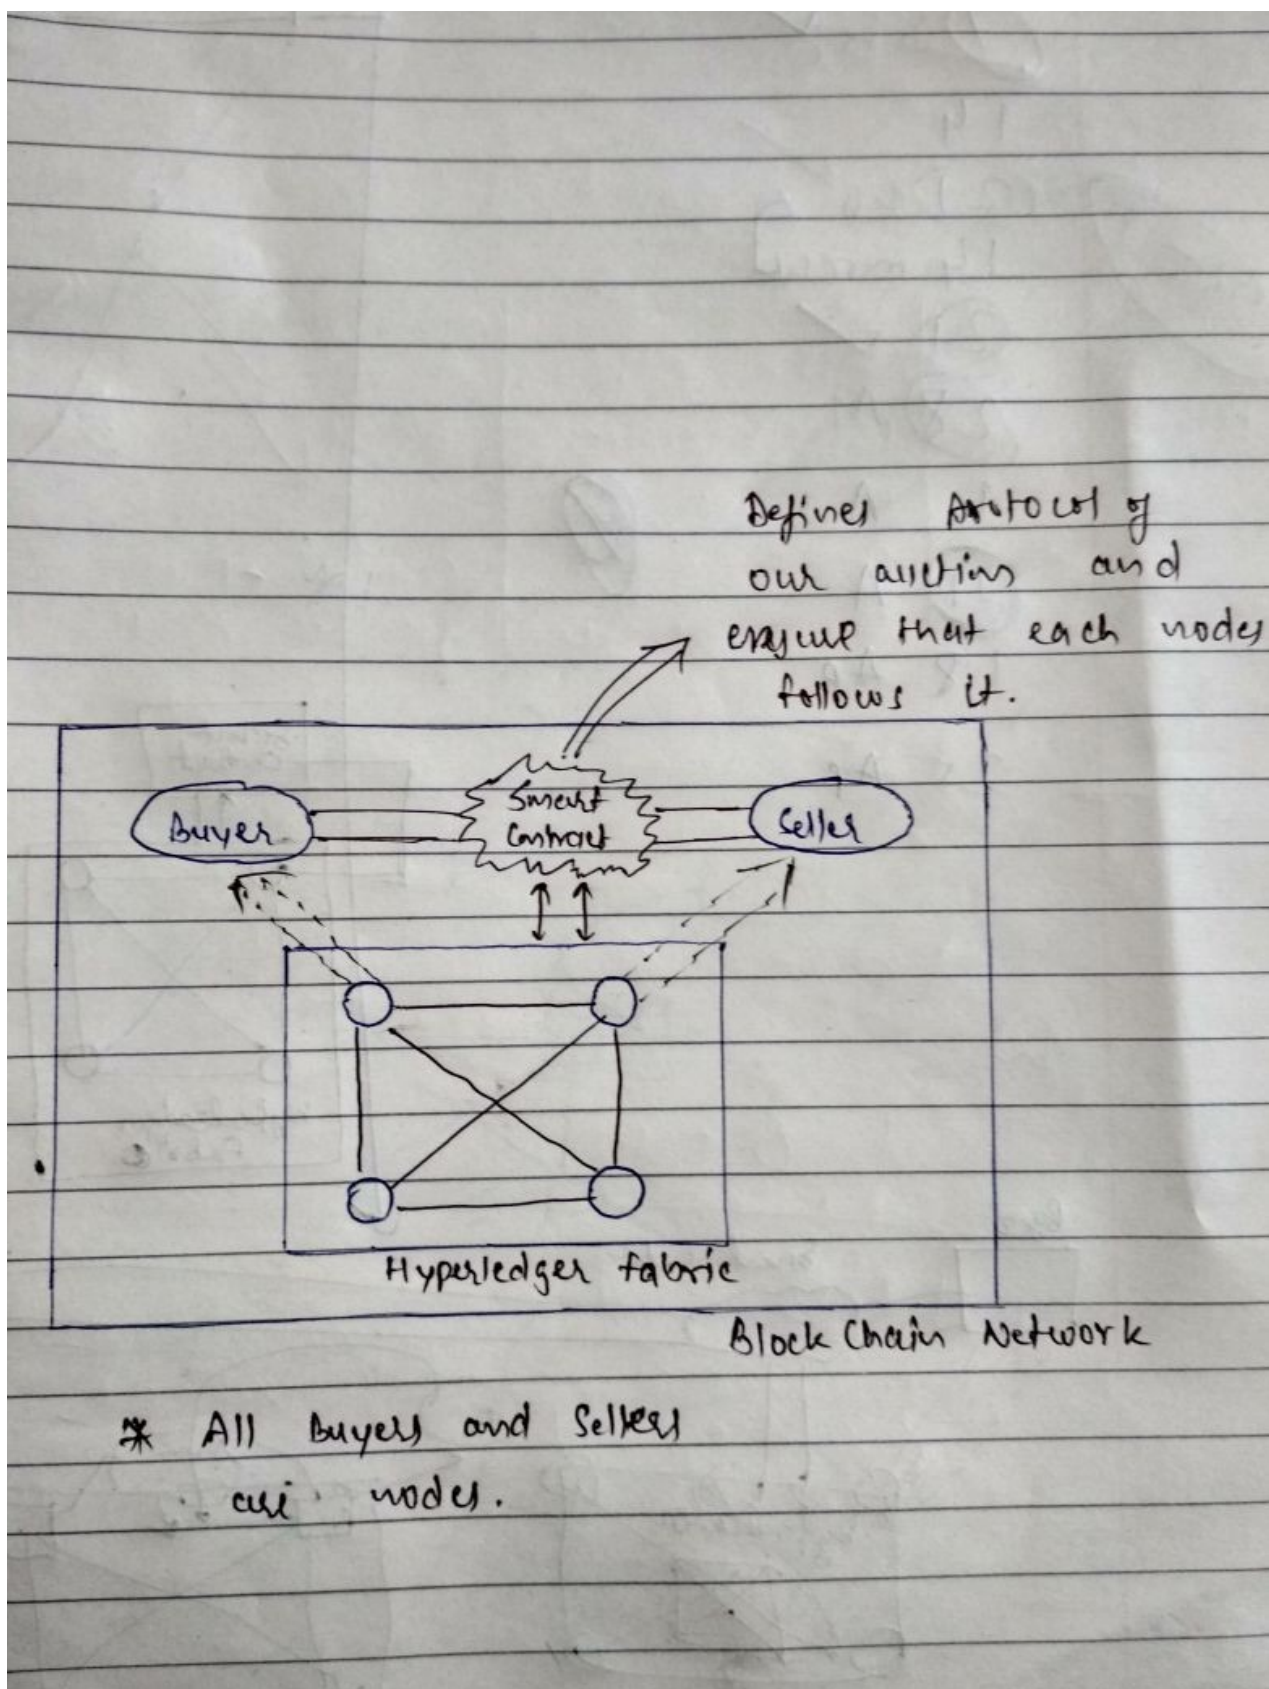 Defines protocol of
our auction and
ensure that each nodes
follows it.
Smart
Contract
Buyer
Seller
Hyperledger fabric
Block Chain Network
* All Buyers and Sellers
are nodes.